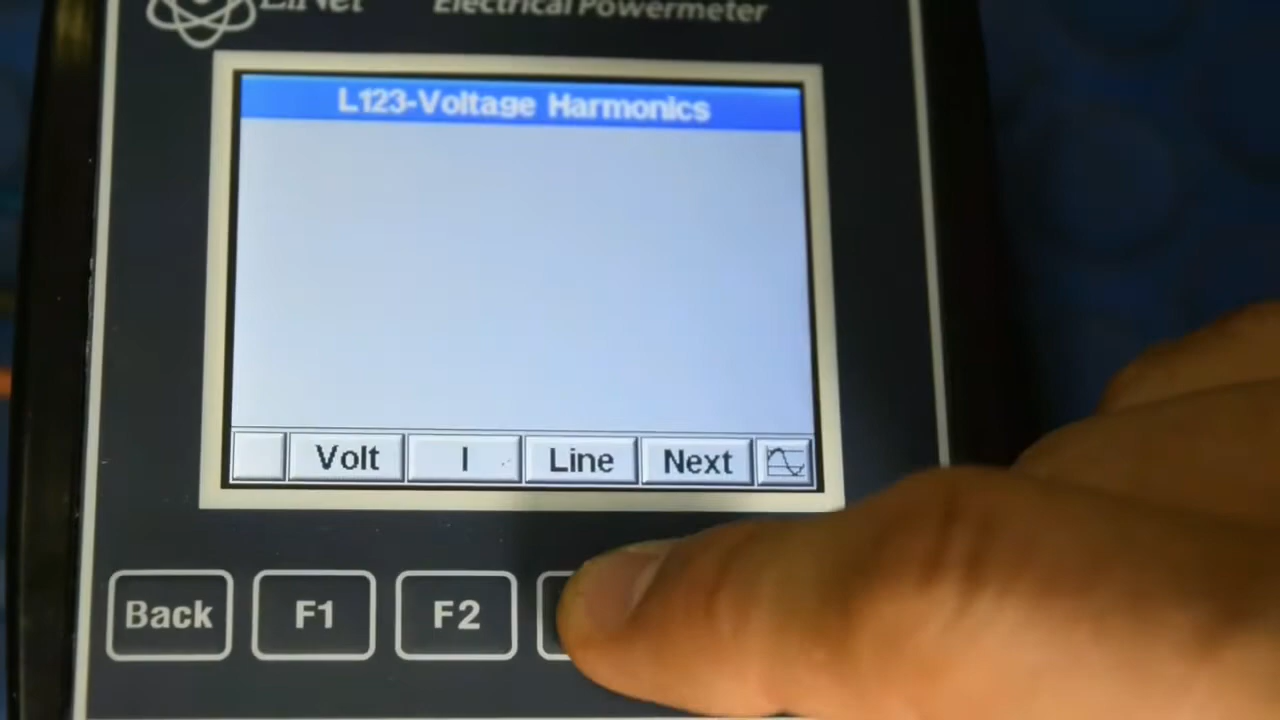 Electrical Powermeter
L123-Voltage Harmonics
Volt I Line Next
Back F1 F2